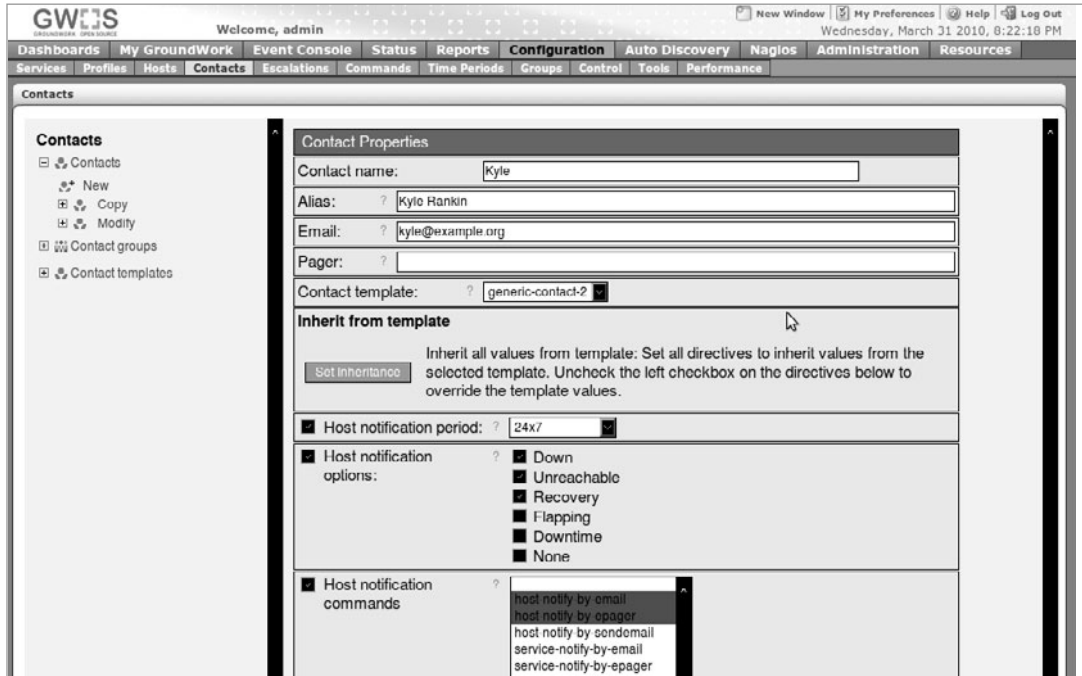 GW[:]S
GROUNDWORK OPEN SOURCE
Welcome, admin
New Window My Preferences Help Log Out
Wednesday, March 31 2010, 8:22:18 PM
Dashboards My GroundWork Event Console Status Reports Configuration Auto Discovery Nagios Administration Resources
Services Profiles Hosts Contacts Escalations Commands Time Periods Groups Control Tools Performance
Contacts
Contacts
Contacts
New
Copy
Modify
Contact groups
Contact templates
Contact Properties
Contact name: Kyle
Alias: ? Kyle Rankin
Email: ? kyle@example.org
Pager: ?
Contact template: ? generic-contact-2
Inherit from template
Set Inheritance
Inherit all values from template: Set all directives to inherit values from the
selected template. Uncheck the left checkbox on the directives below to
override the template values.
Host notification period: ? 24x7
Host notification options: ?
Down
Unreachable
Recovery
Flapping
Downtime
None
Host notification commands ?
host-notify-by-email
host-notify-by-epager
host-notify-by-sendemail
service-notify-by-email
service-notify-by-epager